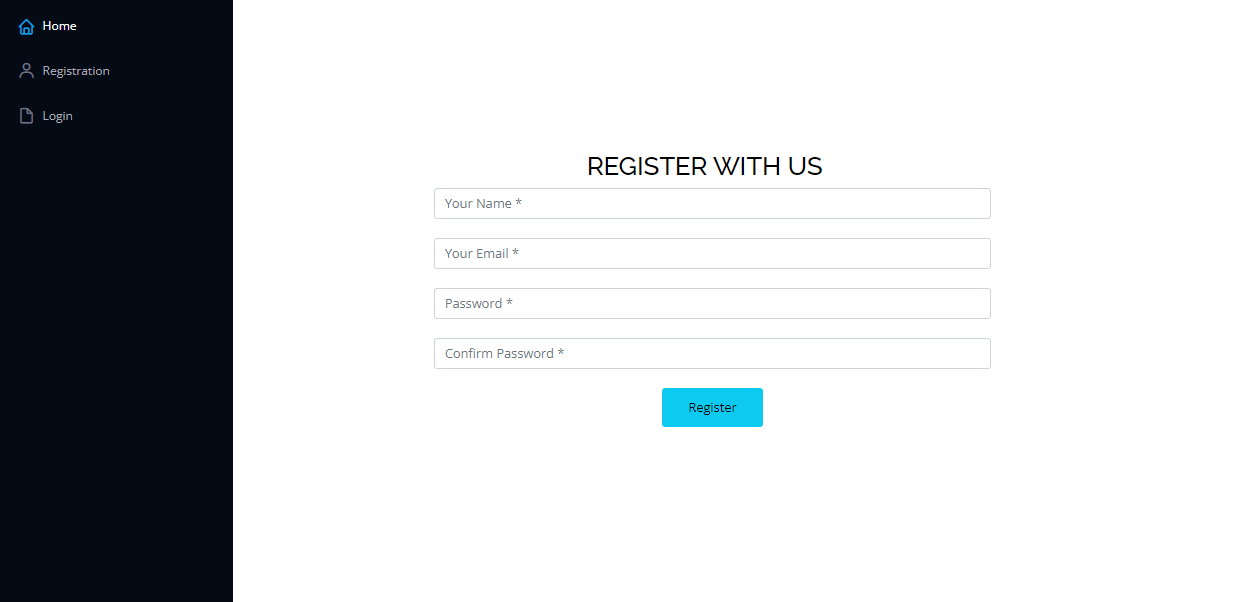 Home
Registration
Login
REGISTER WITH US
Your Name *
Your Email *
Password *
Confirm Password *
Register